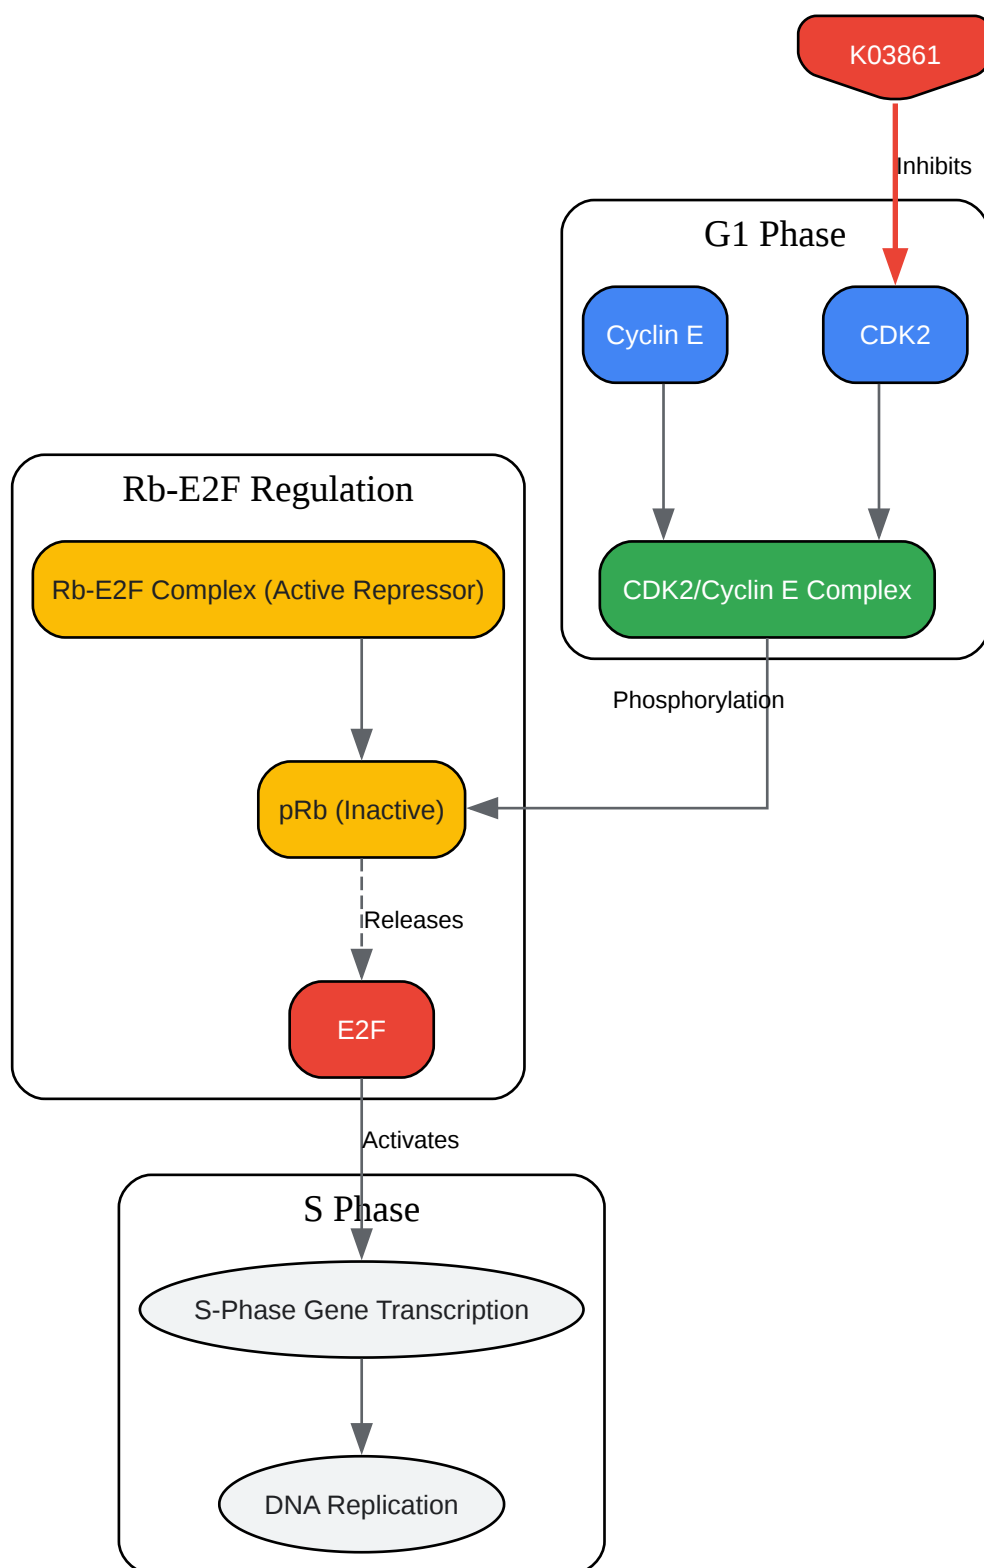 K03861
Inhibits
G1 Phase
Cyclin E
CDK2
Rb-E2F Regulation
Rb-E2F Complex (Active Repressor)
CDK2/Cyclin E Complex
Phosphorylation
pRb (Inactive)
Releases
E2F
Activates
S Phase
S-Phase Gene Transcription
DNA Replication